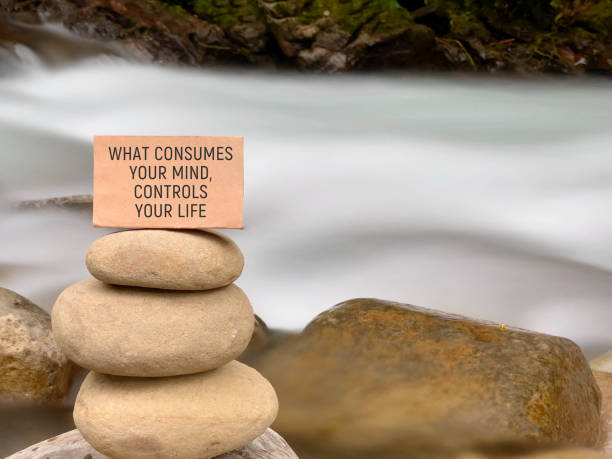 WHAT CONSUMES
YOUR MIND,
CONTROLS
YOUR LIFE